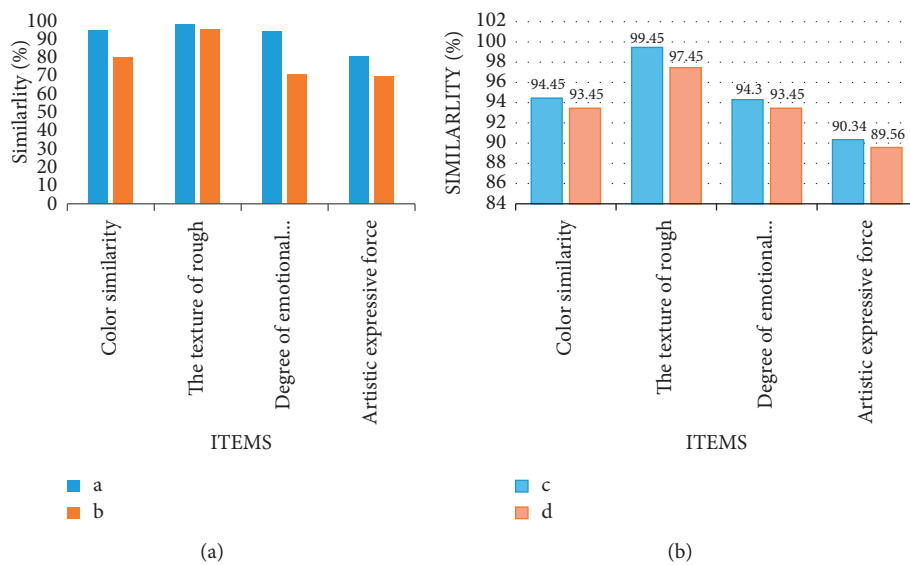 100
90
80
70
60
50
40
30
20
10
0
Similarlty (%)
Color similarity
The texture of rough
Degree of emotional...
Artistic expressive force
ITEMS
a
b
(a)
102
100
98
96
94
92
90
88
86
84
SIMILARLITY (%)
94.45
93.45
99.45
97.45
94.3
93.45
90.34
89.56
Color similarity
The texture of rough
Degree of emotional...
Artistic expressive force
ITEMS
c
d
(b)